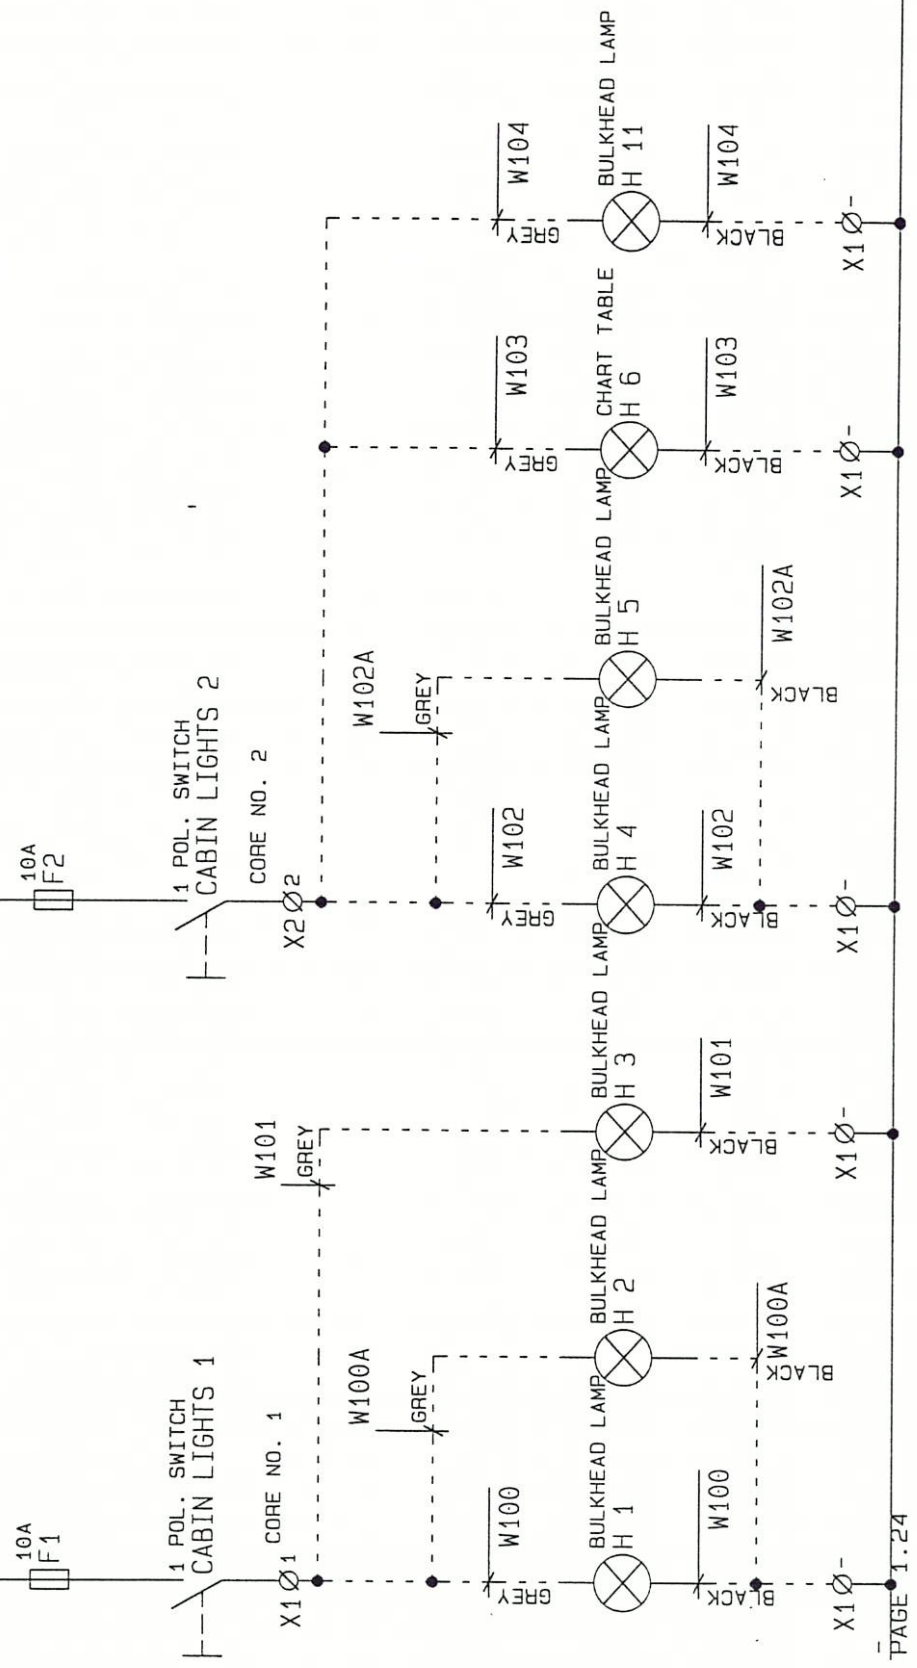 10A
F1
10A
F2
1 POL. SWITCH
CABIN LIGHTS 1
1 POL. SWITCH
CABIN LIGHTS 2
CORE NO. 1
CORE NO. 2
X1 1
W101
GREY
X2 2
W100A
GREY
W102A
GREY
W100
GREY
W102
GREY
W103
GREY
W104
GREY
BULKHEAD LAMP
H 1
BULKHEAD LAMP
H 2
BULKHEAD LAMP
H 3
BULKHEAD LAMP
H 4
BULKHEAD LAMP
H 5
CHART TABLE
H 6
BULKHEAD LAMP
H 11
W100
BLACK
W101
BLACK
W102
BLACK
W103
BLACK
W104
BLACK
W100A
BLACK
W102A
BLACK
X1 -
X1 -
X1 -
X1 -
X1 -
-
PAGE 1.24